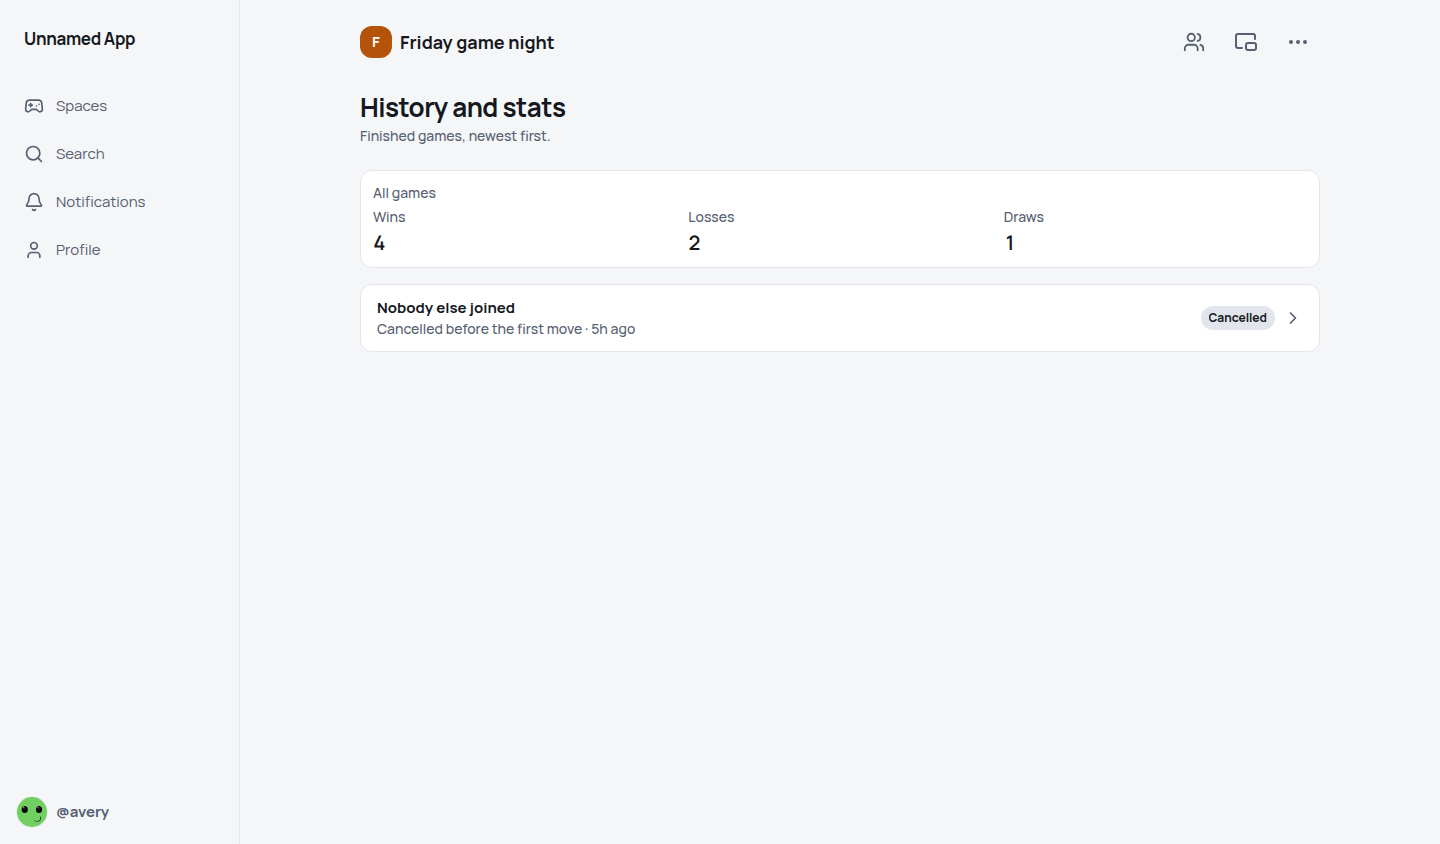 Unnamed App
Spaces
Search
Notifications
Profile
@avery
F Friday game night
History and stats
Finished games, newest first.
All games
Wins Losses Draws
4 2 1
Nobody else joined
Cancelled before the first move · 5h ago
Cancelled